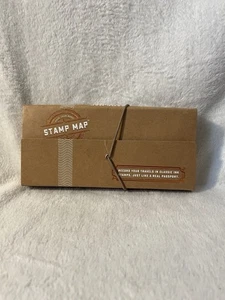 STAMP MAP
RECORD YOUR TRAVELS IN CLASSIC INK
STAMPS, JUST LIKE A REAL PASSPORT.